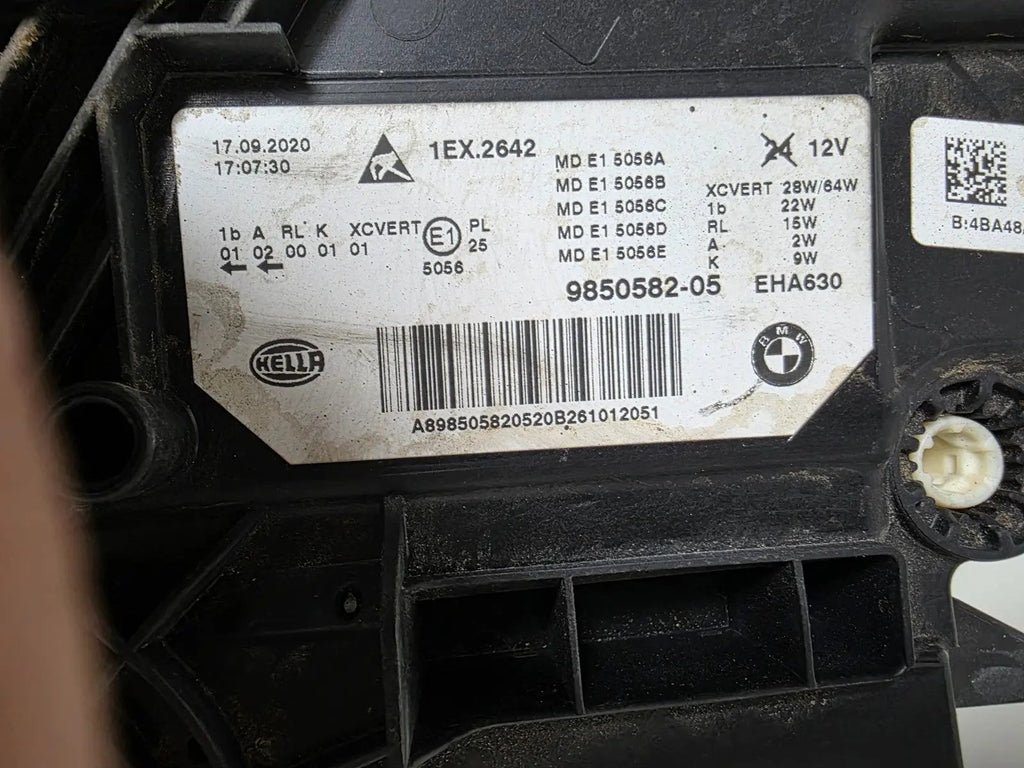 17.09.2020
17:07:30
1EX.2642
MD E1 5056A
MD E1 5056B
MD E1 5056C
MD E1 5056D
MD E1 5056E
24 12V
XCVERT 28W/64W
1b 22W
RL 15W
A 2W
K 9W
1b A RL K XCVERT
01 02 00 01 01
E1
5056
PL
25
9850582-05 EHA630
HELLA
BMW
A898505820520B261012051
B:4BA48